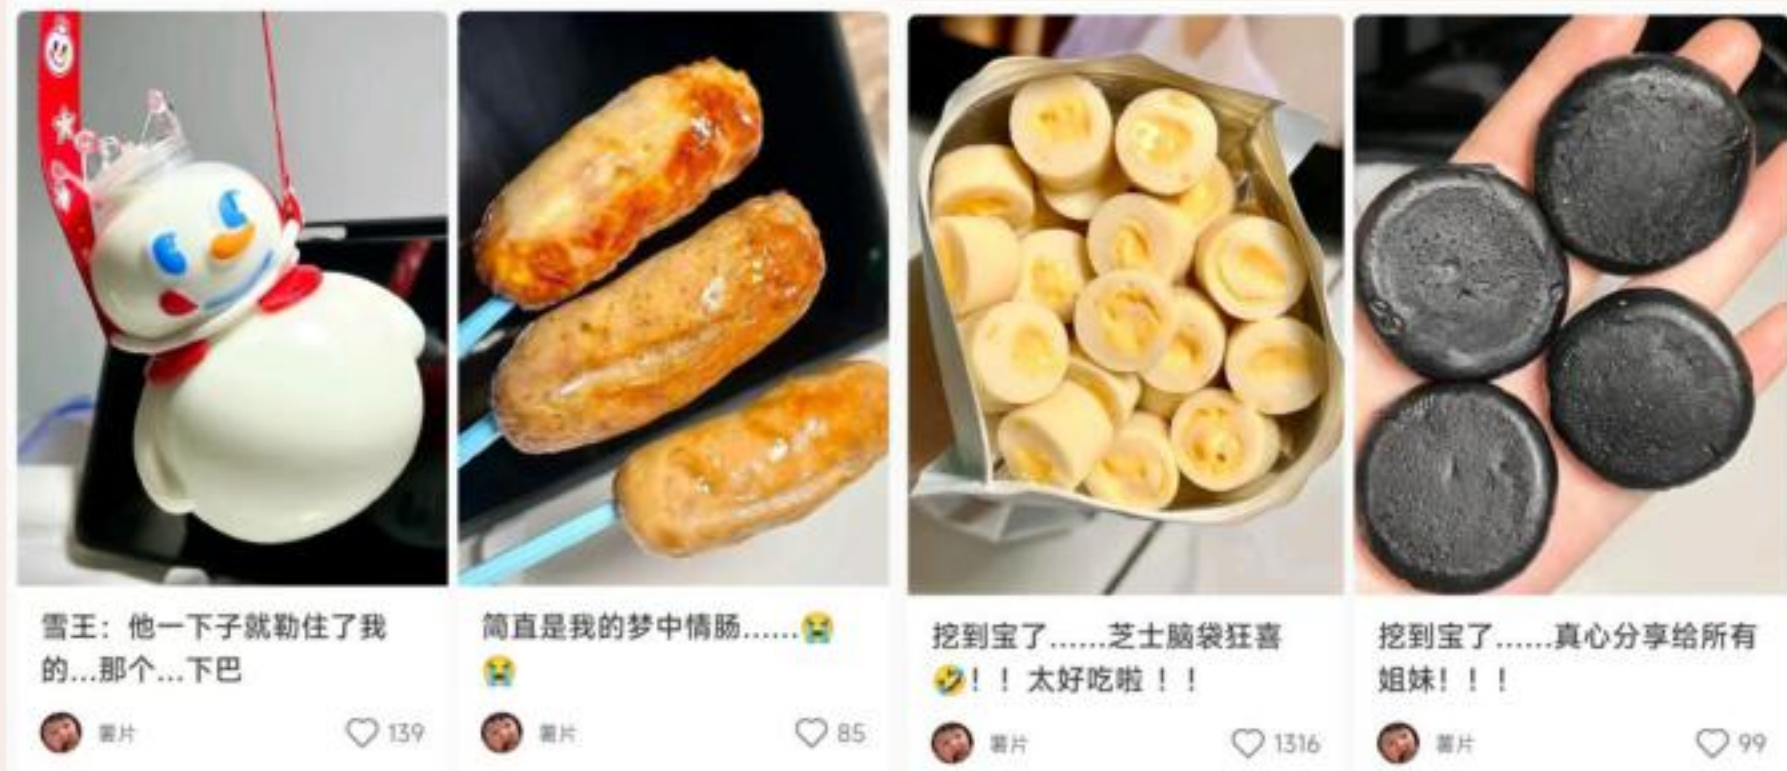 雪王：他一下子就勒住了我
的...那个...下巴
薯片
139
简直是我的梦中情肠......😭
😭
薯片
85
挖到宝了......芝士脑袋狂喜
🤣！！太好吃啦！！
薯片
1316
挖到宝了......真心分享给所有
姐妹！！！
薯片
99